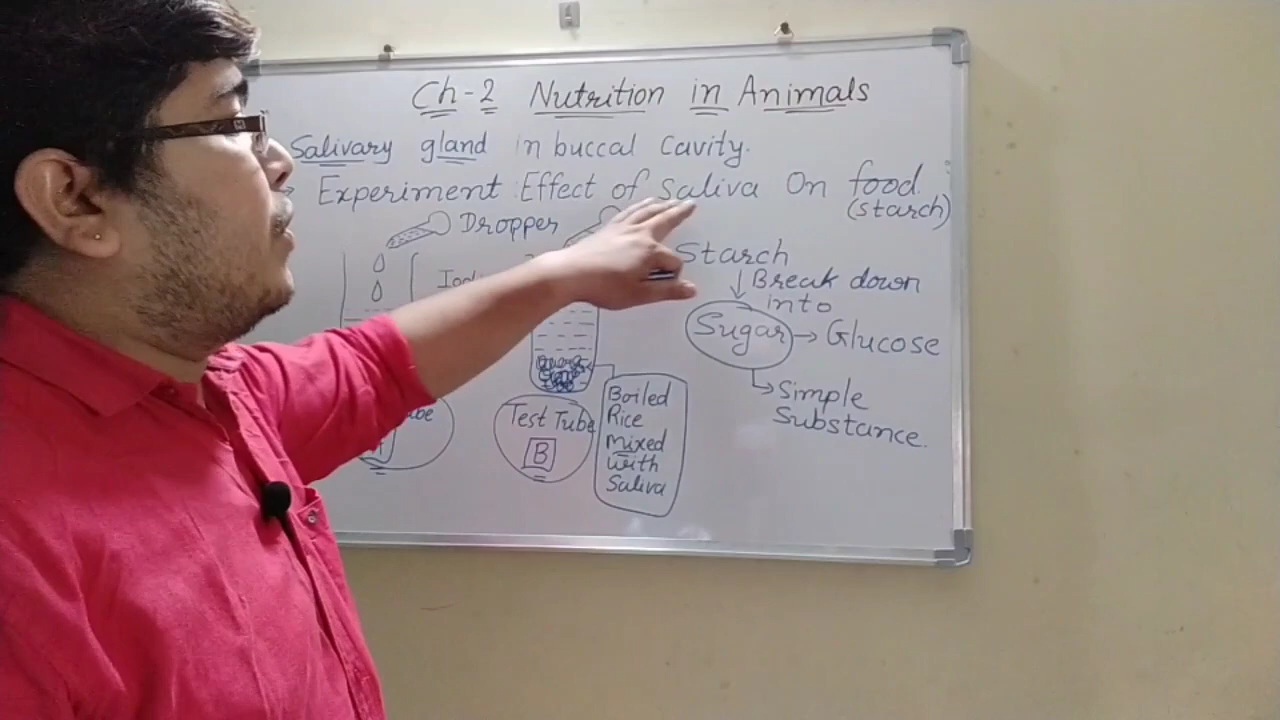 Ch-2 Nutrition in Animals
Salivary gland in buccal Cavity.
Experiment Effect of Saliva On food.
(starch)
Dropper
Starch
Break down
into
Sugar → Glucose
Simple
Substance.
Test Tube
B
Boiled
Rice
Mixed
with
Saliva